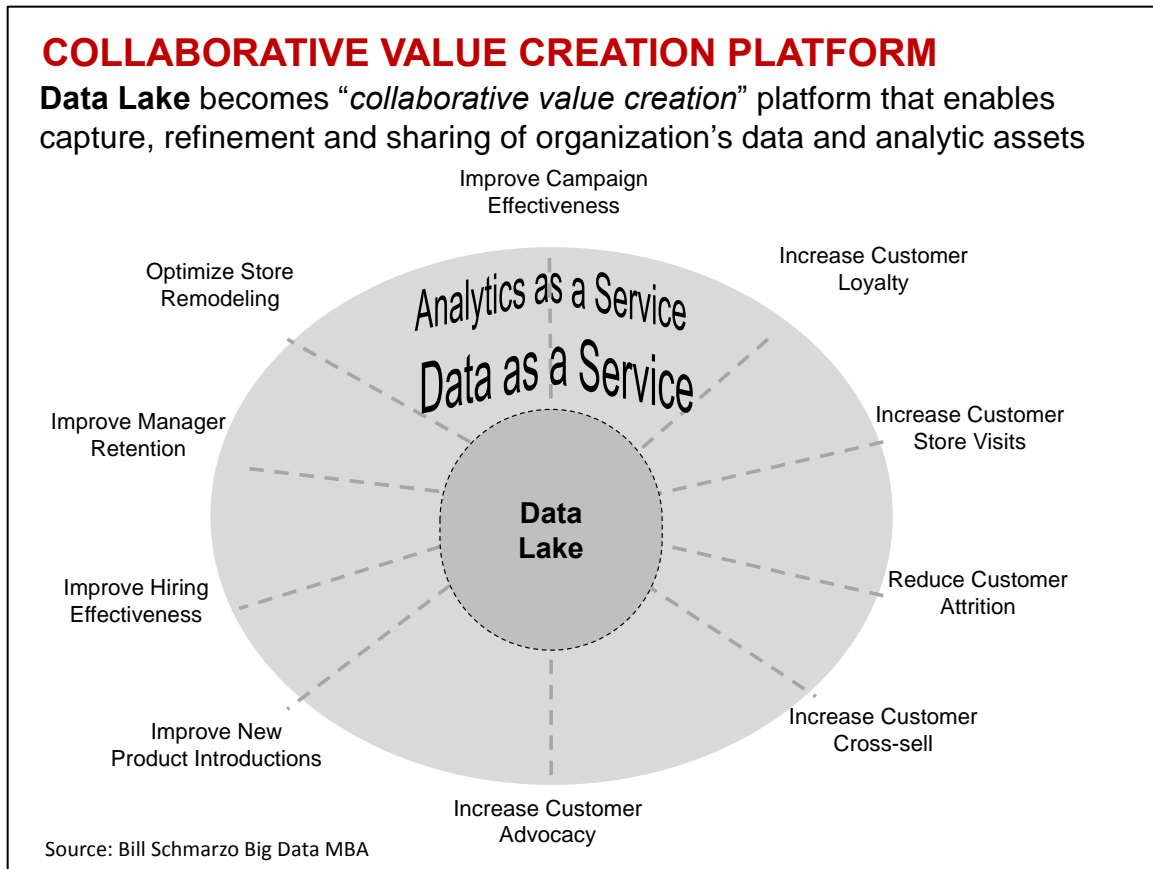 COLLABORATIVE VALUE CREATION PLATFORM
Data Lake becomes “collaborative value creation” platform that enables
capture, refinement and sharing of organization’s data and analytic assets
Improve Campaign
Effectiveness
Optimize Store
Remodeling
Increase Customer
Loyalty
Analytics as a Service
Data as a Service
Improve Manager
Retention
Increase Customer
Store Visits
Data
Lake
Improve Hiring
Effectiveness
Reduce Customer
Attrition
Improve New
Product Introductions
Increase Customer
Cross-sell
Increase Customer
Advocacy
Source: Bill Schmarzo Big Data MBA